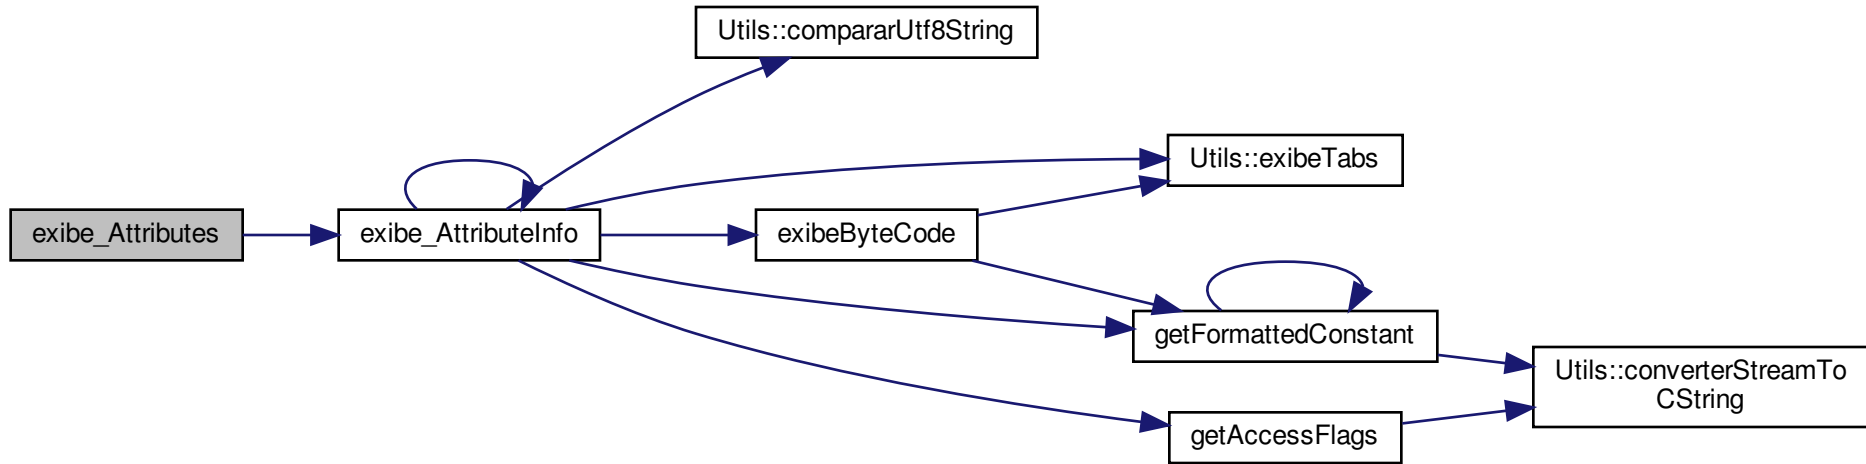 Utils::compararUtf8String
Utils::exibeTabs
exibe_Attributes
exibe_AttributeInfo
exibeByteCode
getFormattedConstant
Utils::converterStreamTo
CString
getAccessFlags